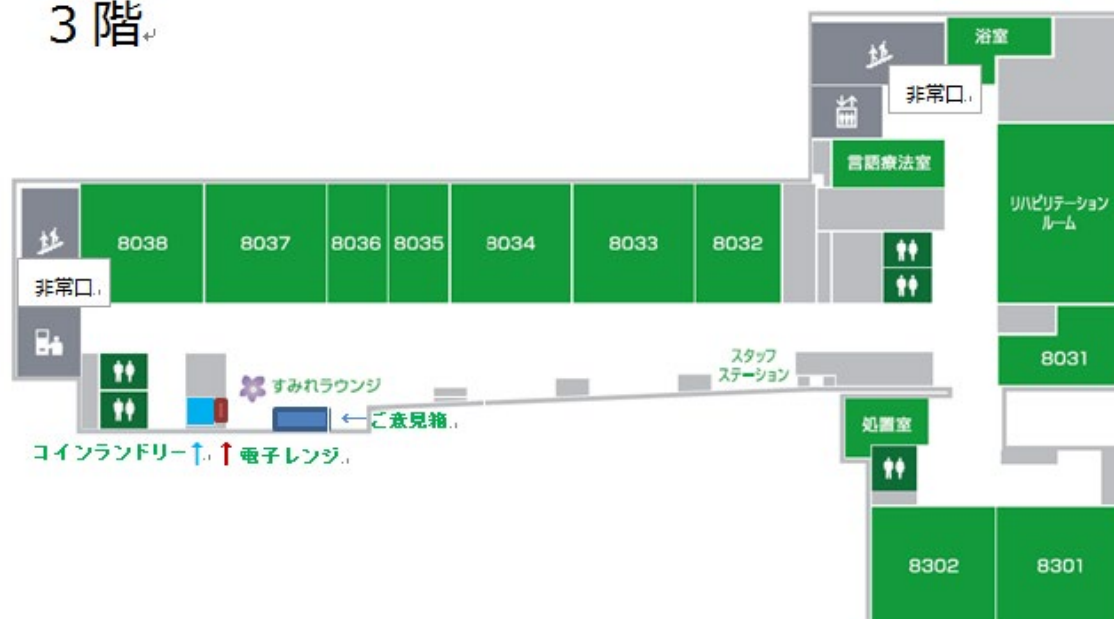 3 階
浴室
非常口
言語療法室
リハビリテーション
ルーム
8038
8037
8036
8035
8034
8033
8032
非常口
8031
スタッフ
ステーション
すみれラウンジ
←ご意見箱
処置室
コインランドリー↑
↑電子レンジ
8302
8301